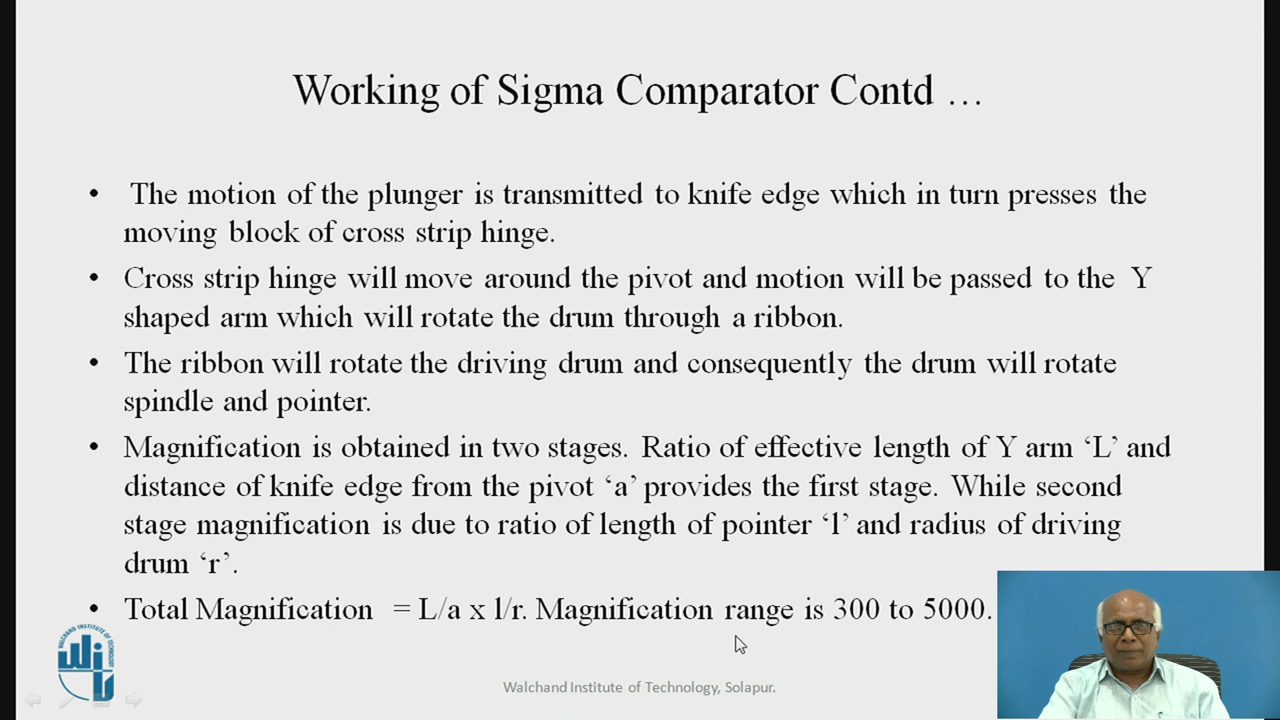 Working of Sigma Comparator Contd …
• The motion of the plunger is transmitted to knife edge which in turn presses the
moving block of cross strip hinge.
• Cross strip hinge will move around the pivot and motion will be passed to the Y
shaped arm which will rotate the drum through a ribbon.
• The ribbon will rotate the driving drum and consequently the drum will rotate
spindle and pointer.
• Magnification is obtained in two stages. Ratio of effective length of Y arm ‘L’ and
distance of knife edge from the pivot ‘a’ provides the first stage. While second
stage magnification is due to ratio of length of pointer ‘l’ and radius of driving
drum ‘r’.
• Total Magnification = L/a x l/r. Magnification range is 300 to 5000.
WALCHAND INSTITUTE OF TECHNOLOGY
Walchand Institute of Technology, Solapur.